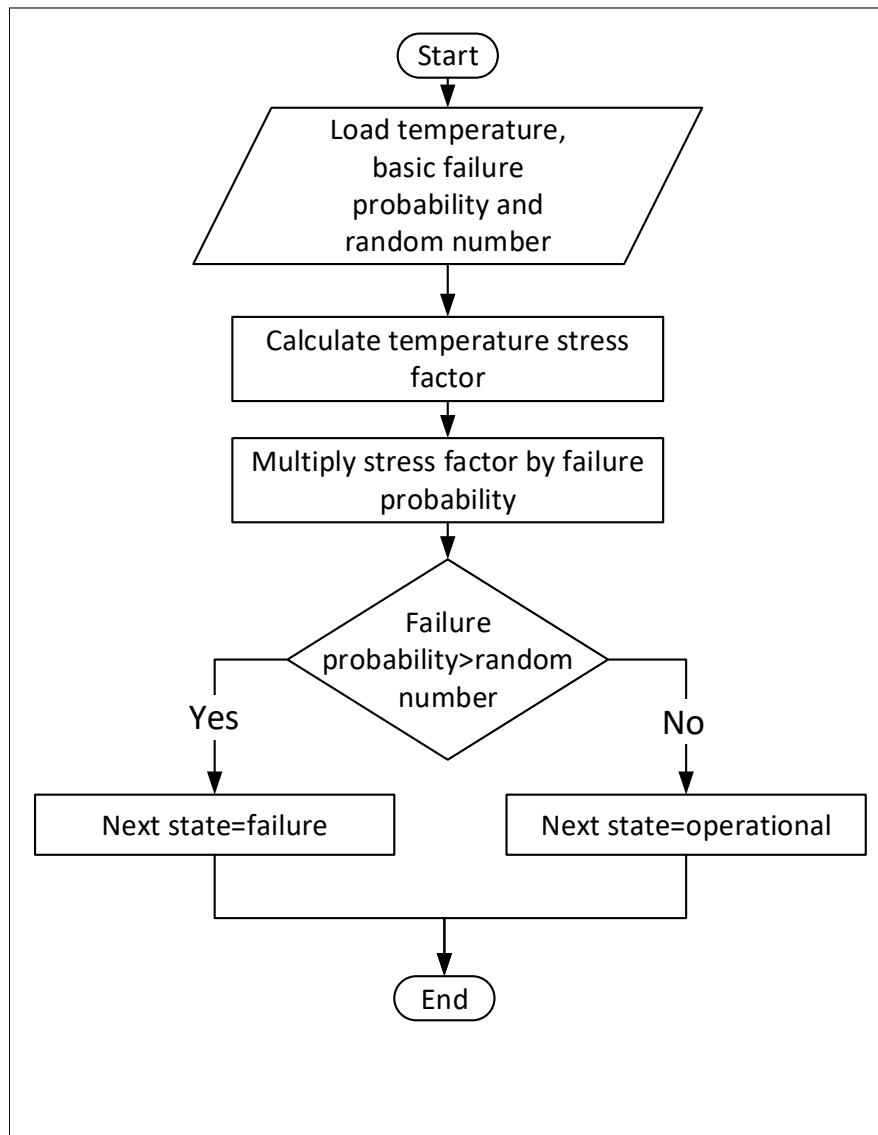 Start
Load temperature,
basic failure
probability and
random number
Calculate temperature stress
factor
Multiply stress factor by failure
probability
Failure
probability>random
number
Yes
No
Next state=failure
Next state=operational
End